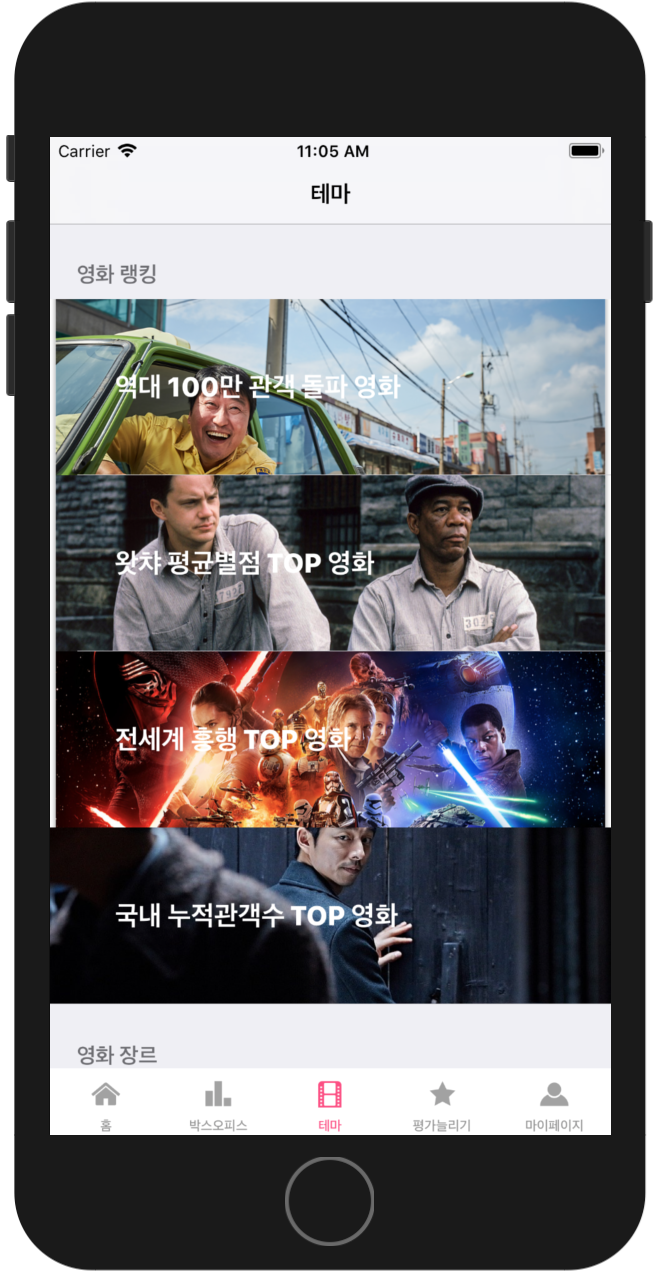 Carrier 11:05 AM
테마
영화 랭킹
역대 100만 관객 돌파 영화
왓챠 평균별점 TOP 영화
전세계 흥행 TOP 영화
국내 누적관객수 TOP 영화
영화 장르
홈 박스오피스 테마 평가늘리기 마이페이지